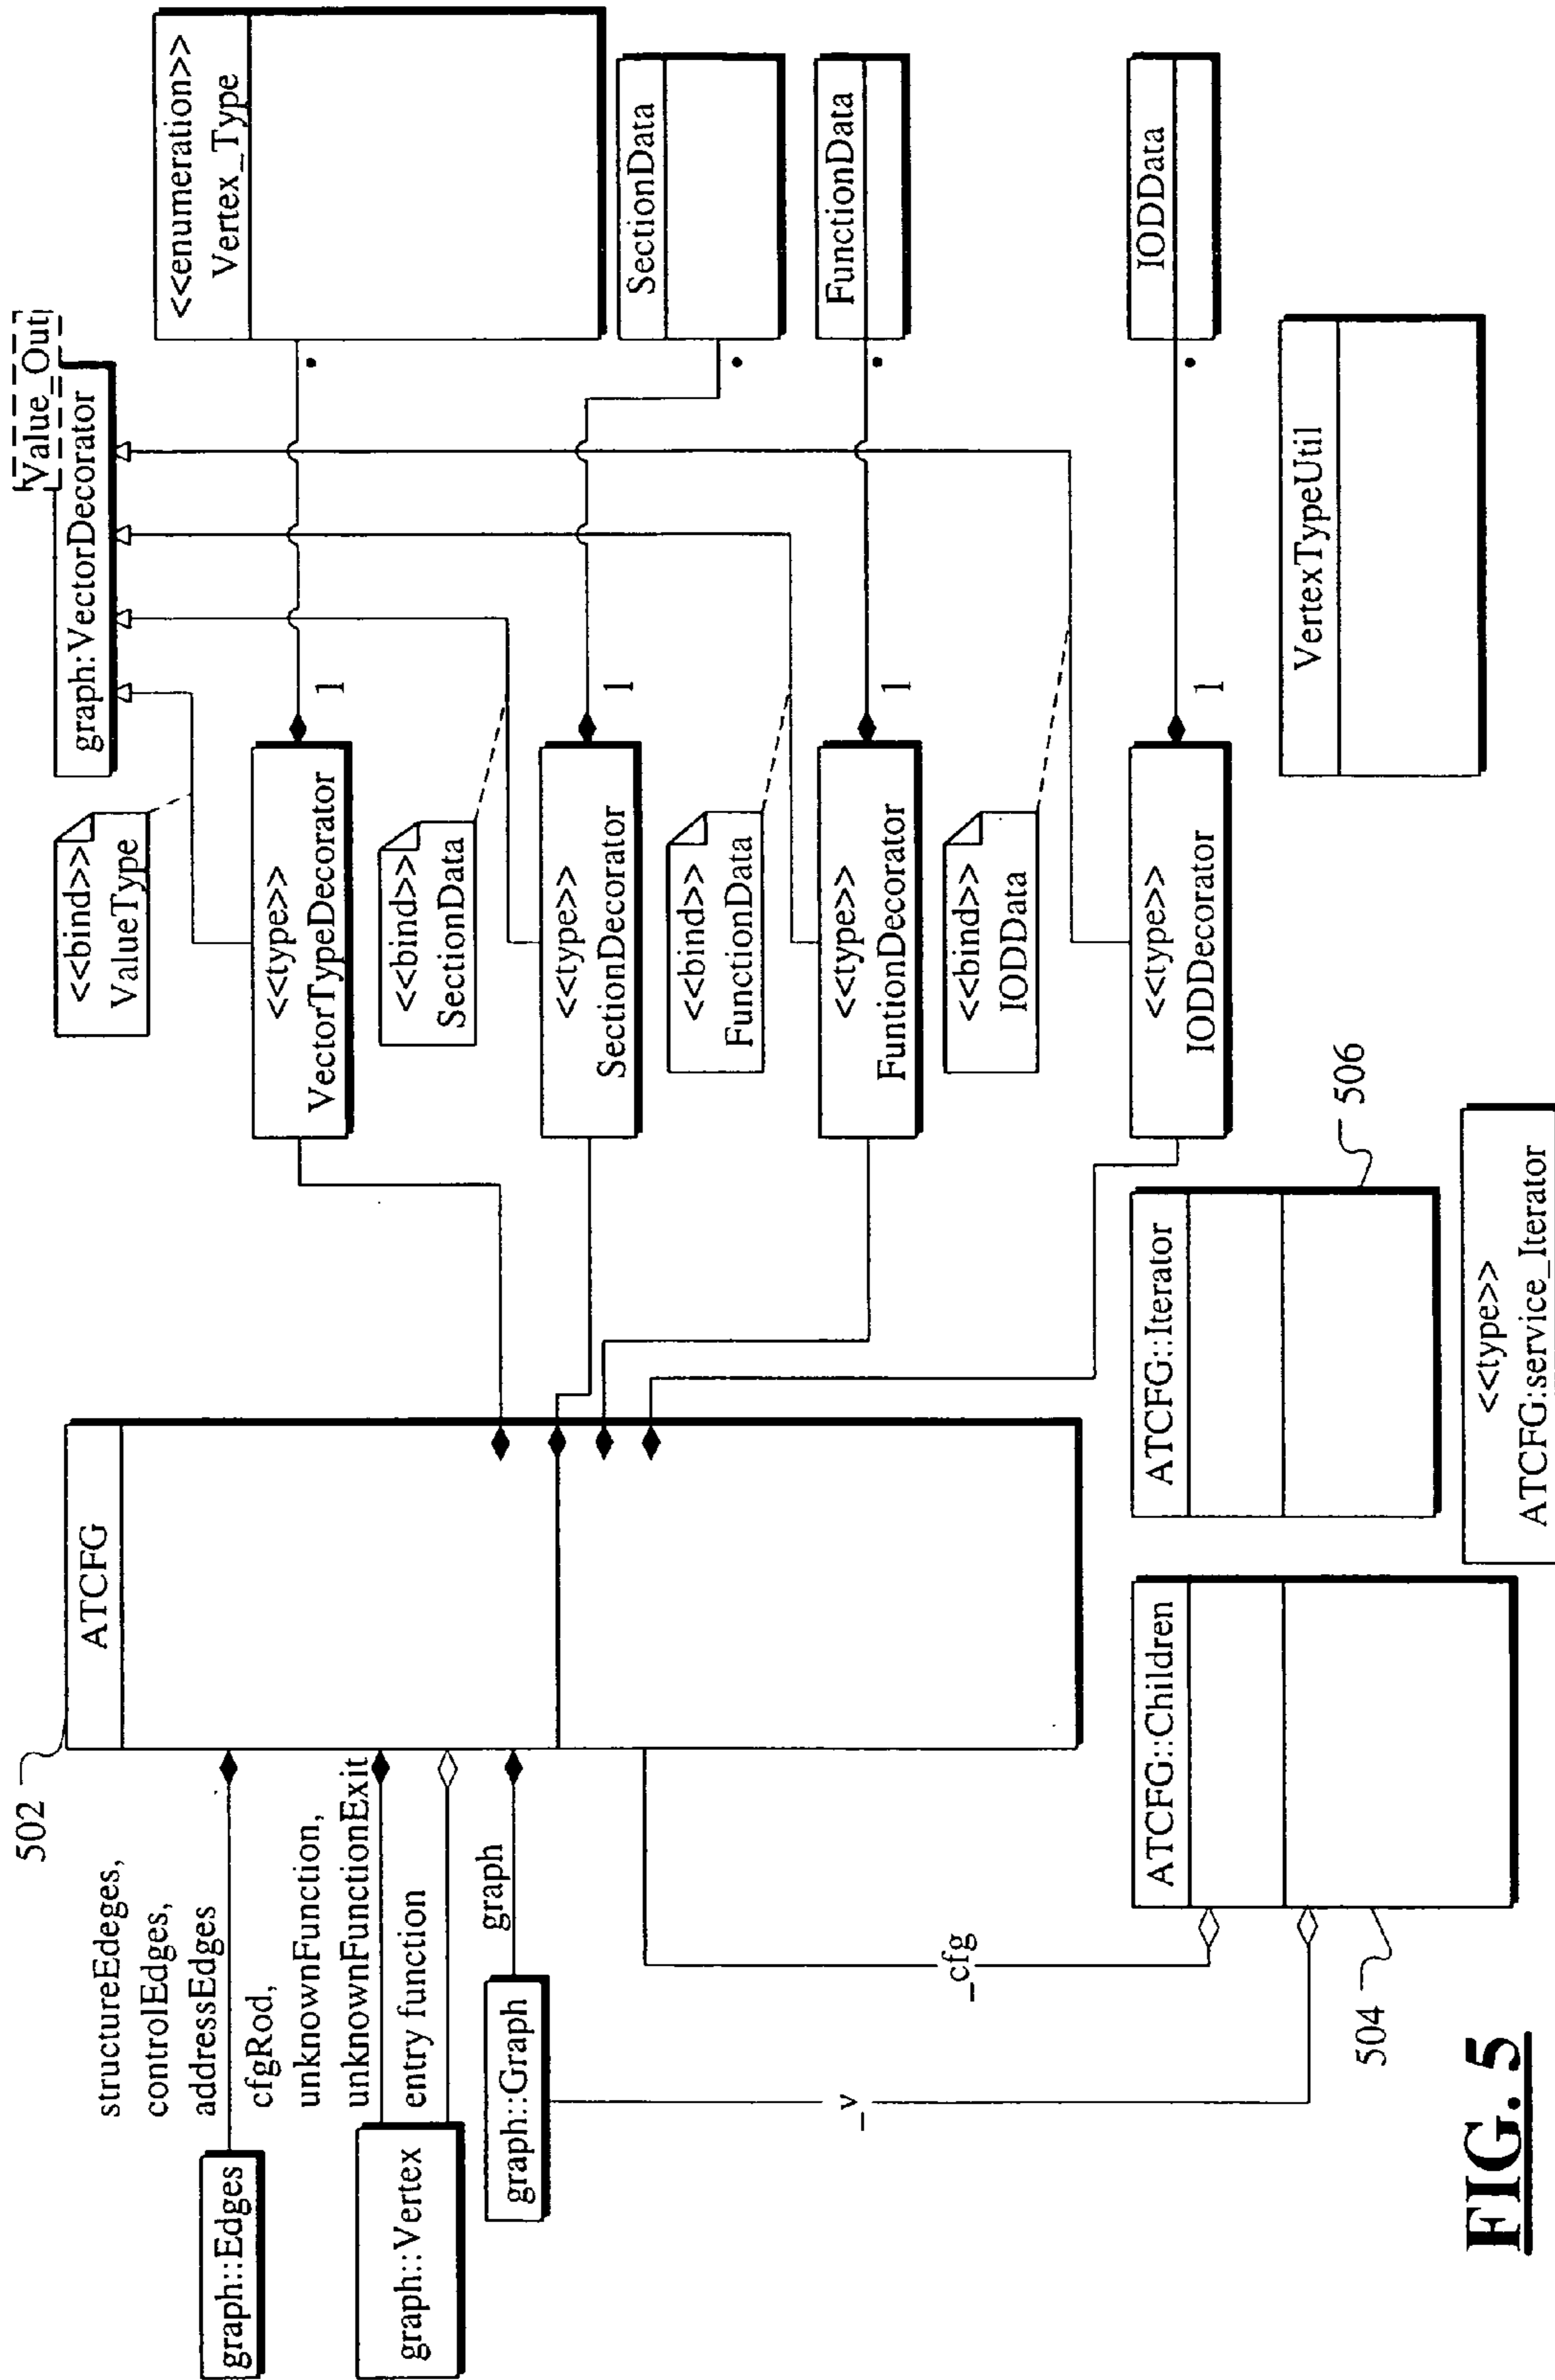 502
structureEdeges,
controlEdges,
addressEdges
cfgRod,
unknownFunction,
unknownFunctionExit
entry function
graph
graph::Edges
graph::Vertex
graph::Graph
_v
_cfg
ATCFG
ATCFG::Children
504
ATCFG::Iterator
506
<<type>>
ATCFG:service_Iterator
<<bind>>
ValueType
<<type>>
VectorTypeDecorator
<<bind>>
SectionData
<<type>>
SectionDecorator
<<bind>>
FunctionData
<<type>>
FuntionDecorator
<<bind>>
IODData
<<type>>
IODDecorator
Value_Out
graph:VectorDecorator
1
1
1
1
<<enumeration>>
Vertex_Type
SectionData
FunctionData
IODData
VertexTypeUtil
FIG. 5